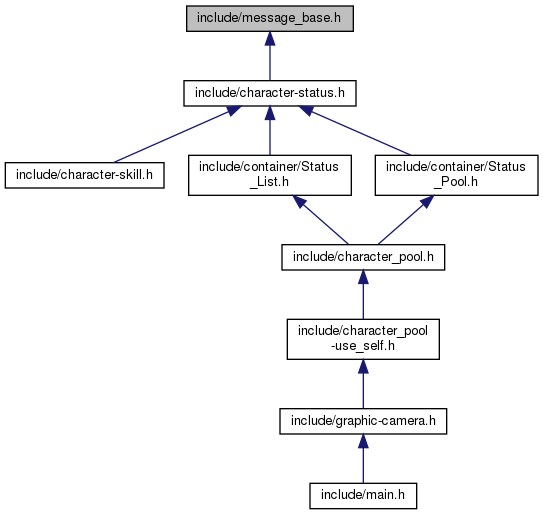 include/message_base.h
include/character-status.h
include/character-skill.h
include/container/Status
_List.h
include/container/Status
_Pool.h
include/character_pool.h
include/character_pool
-use_self.h
include/graphic-camera.h
include/main.h